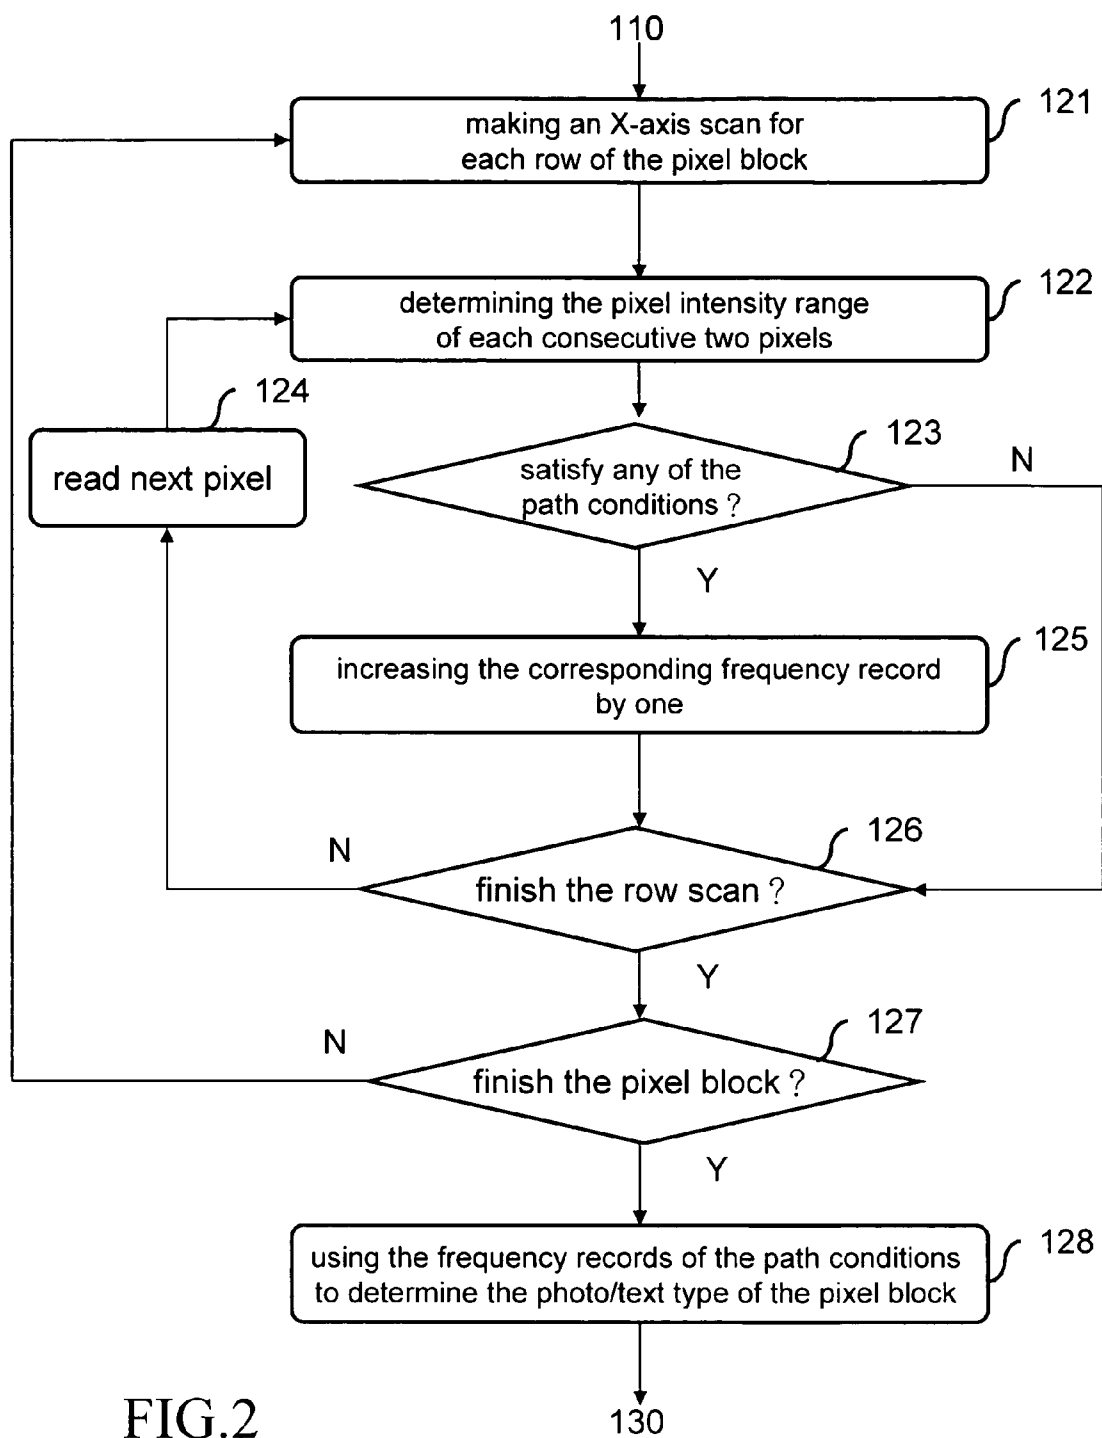 110
121
making an X-axis scan for
each row of the pixel block
122
determining the pixel intensity range
of each consecutive two pixels
124
read next pixel
123
satisfy any of the
path conditions ?
N
Y
125
increasing the corresponding frequency record
by one
126
N
finish the row scan ?
Y
127
N
finish the pixel block ?
Y
128
using the frequency records of the path conditions
to determine the photo/text type of the pixel block
130
FIG.2